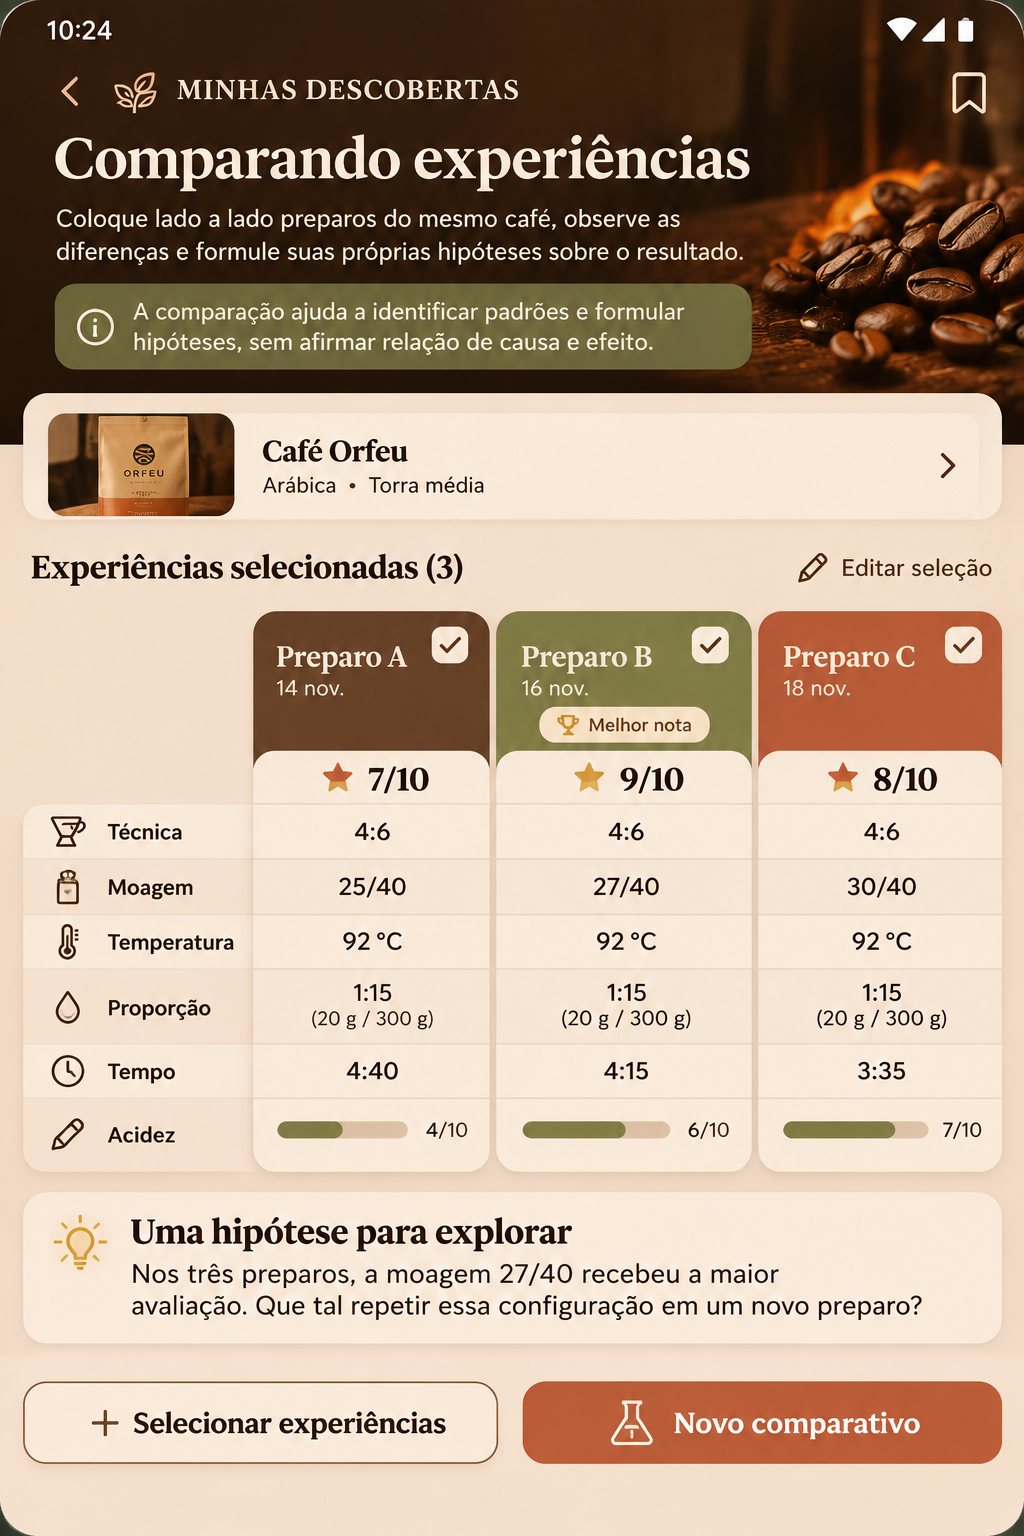 10:24
MINHAS DESCOBERTAS
Comparando experiências
Coloque lado a lado preparos do mesmo café, observe as
diferenças e formule suas próprias hipóteses sobre o resultado.
A comparação ajuda a identificar padrões e formular
hipóteses, sem afirmar relação de causa e efeito.
ORFEU
Café Orfeu
Arábica • Torra média
Experiências selecionadas (3)
Editar seleção
Preparo A
14 nov.
Preparo B
16 nov.
Melhor nota
Preparo C
18 nov.
7/10 9/10 8/10
Técnica 4:6 4:6 4:6
Moagem 25/40 27/40 30/40
Temperatura 92 °C 92 °C 92 °C
Proporção 1:15 1:15 1:15
(20 g / 300 g) (20 g / 300 g) (20 g / 300 g)
Tempo 4:40 4:15 3:35
Acidez 4/10 6/10 7/10
Uma hipótese para explorar
Nos três preparos, a moagem 27/40 recebeu a maior
avaliação. Que tal repetir essa configuração em um novo preparo?
Selecionar experiências
Novo comparativo